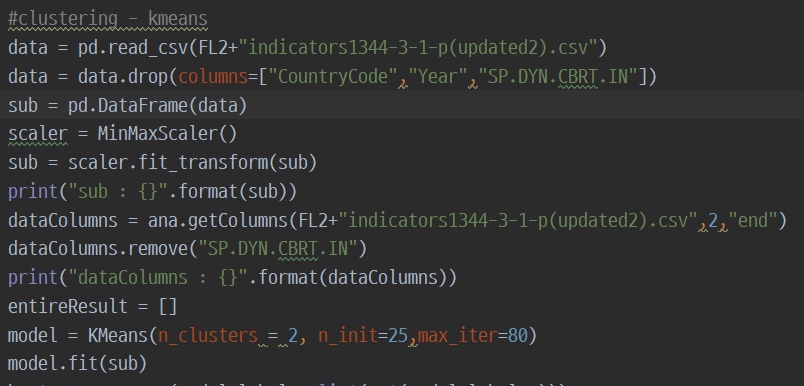 #clustering - kmeans
data = pd.read_csv(FL2+"indicators1344-3-1-p(updated2).csv")
data = data.drop(columns=["CountryCode","Year","SP.DYN.CBRT.IN"])
sub = pd.DataFrame(data)
scaler = MinMaxScaler()
sub = scaler.fit_transform(sub)
print("sub : {}".format(sub))
dataColumns = ana.getColumns(FL2+"indicators1344-3-1-p(updated2).csv",2,"end")
dataColumns.remove("SP.DYN.CBRT.IN")
print("dataColumns : {}".format(dataColumns))
entireResult = []
model = KMeans(n_clusters = 2, n_init=25,max_iter=80)
model.fit(sub)